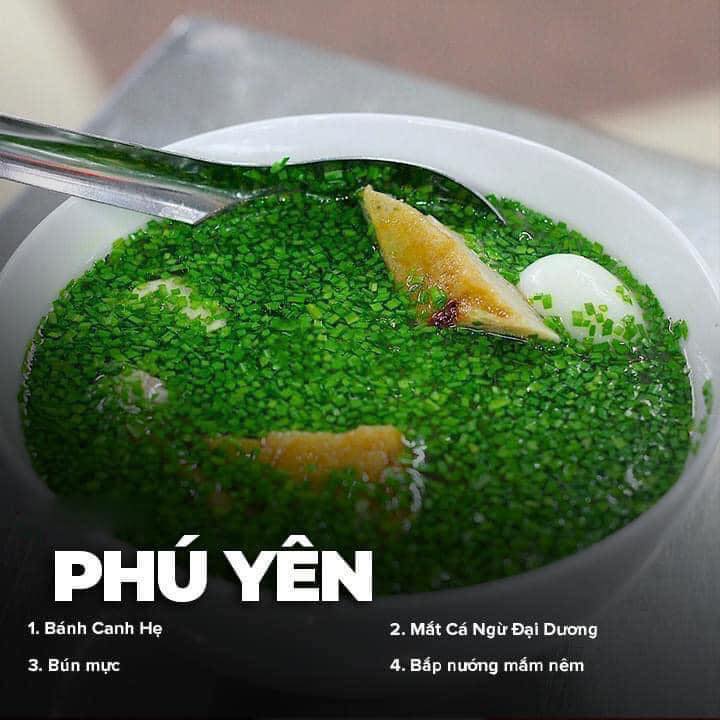 PHÚ YÊN
1. Bánh Canh Hẹ
2. Mắt Cá Ngừ Đại Dương
3. Bún mực
4. Bắp nướng mắm nêm